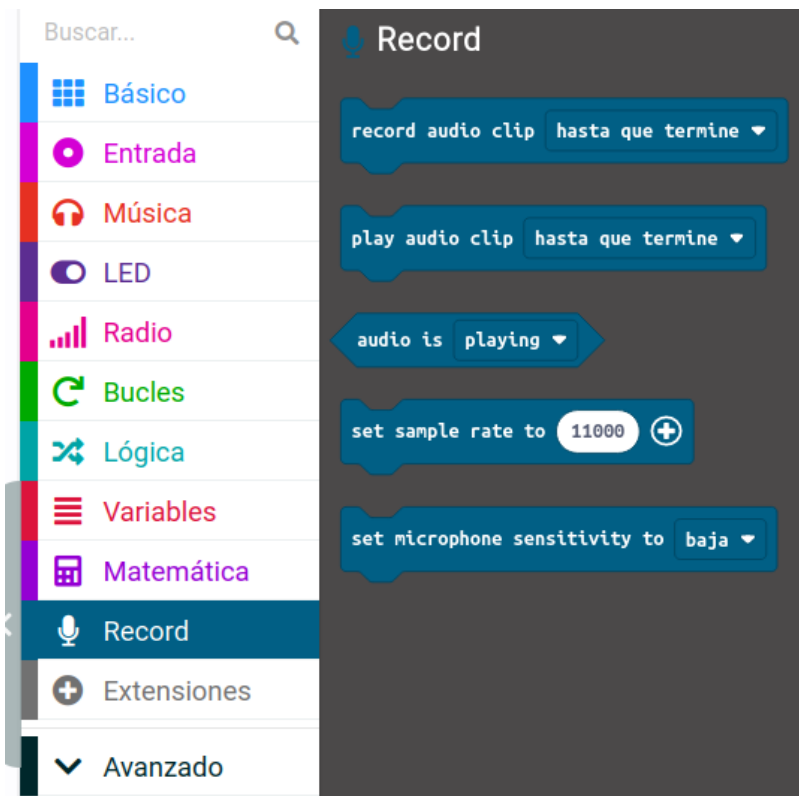 Buscar...
Básico
Entrada
Música
LED
Radio
Bucles
Lógica
Variables
Matemática
Record
Extensiones
Avanzado
Record
record audio clip hasta que termine
play audio clip hasta que termine
audio is playing
set sample rate to 11000
set microphone sensitivity to baja